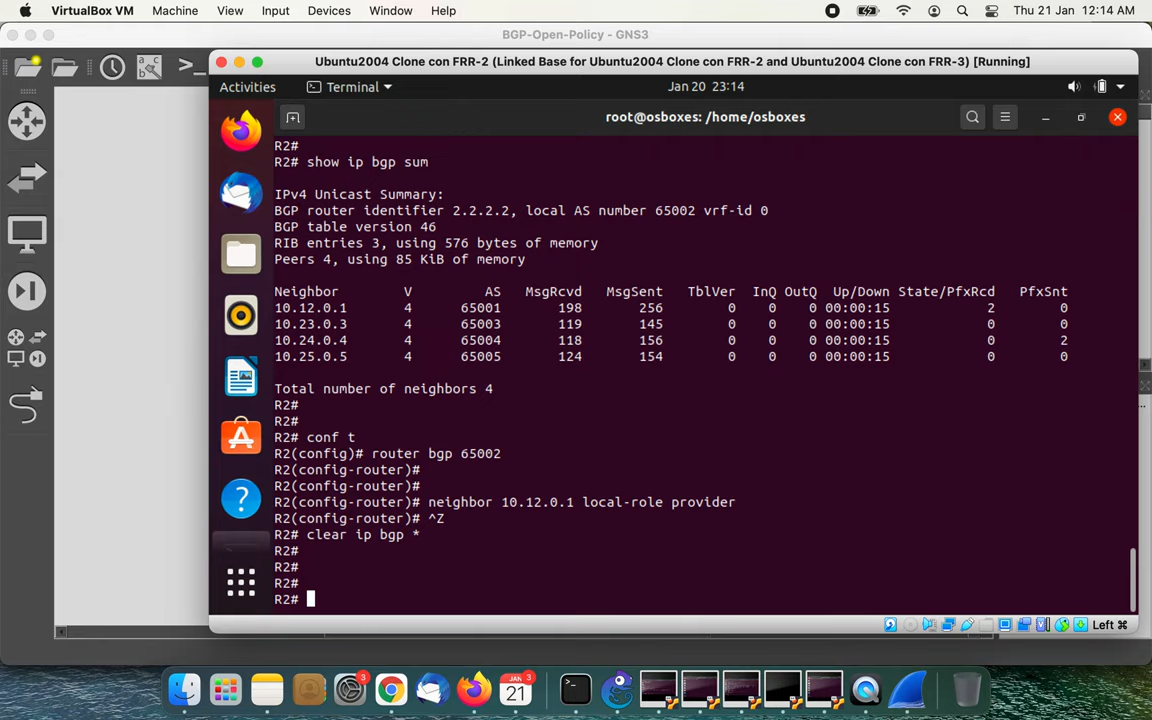 VirtualBox VM Machine View Input Devices Window Help Thu 21 Jan 12:14 AM
BGP-Open-Policy - GNS3
Ubuntu2004 Clone con FRR-2 (Linked Base for Ubuntu2004 Clone con FRR-2 and Ubuntu2004 Clone con FRR-3) [Running]
Activities Terminal Jan 20 23:14
root@osboxes: /home/osboxes
R2#
R2# show ip bgp sum
IPv4 Unicast Summary:
BGP router identifier 2.2.2.2, local AS number 65002 vrf-id 0
BGP table version 46
RIB entries 3, using 576 bytes of memory
Peers 4, using 85 KiB of memory
Neighbor V AS MsgRcvd MsgSent TblVer InQ OutQ Up/Down State/PfxRcd PfxSnt
10.12.0.1 4 65001 198 256 0 0 0 00:00:15 2 0
10.23.0.3 4 65003 119 145 0 0 0 00:00:15 0 0
10.24.0.4 4 65004 118 156 0 0 0 00:00:15 0 2
10.25.0.5 4 65005 124 154 0 0 0 00:00:15 0 0
Total number of neighbors 4
R2#
R2#
R2# conf t
R2(config)# router bgp 65002
R2(config-router)#
R2(config-router)#
R2(config-router)# neighbor 10.12.0.1 local-role provider
R2(config-router)# ^Z
R2# clear ip bgp *
R2#
R2#
R2#
R2#
Left ⌘
3
JAN
21
3